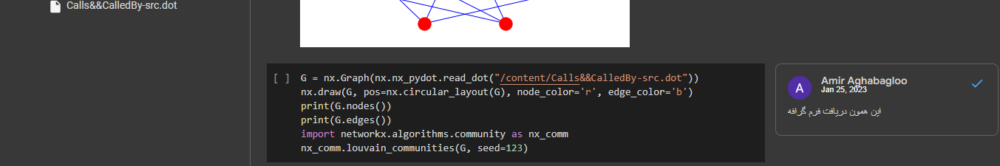 Calls&&CalledBy-src.dot
[ ] G = nx.Graph(nx.nx_pydot.read_dot("/content/Calls&&CalledBy-src.dot"))
nx.draw(G, pos=nx.circular_layout(G), node_color='r', edge_color='b')
print(G.nodes())
print(G.edges())
import networkx.algorithms.community as nx_comm
nx_comm.louvain_communities(G, seed=123)
A
Amir Aghabagloo
Jan 25, 2023
این همون دریافت فرم گرافه